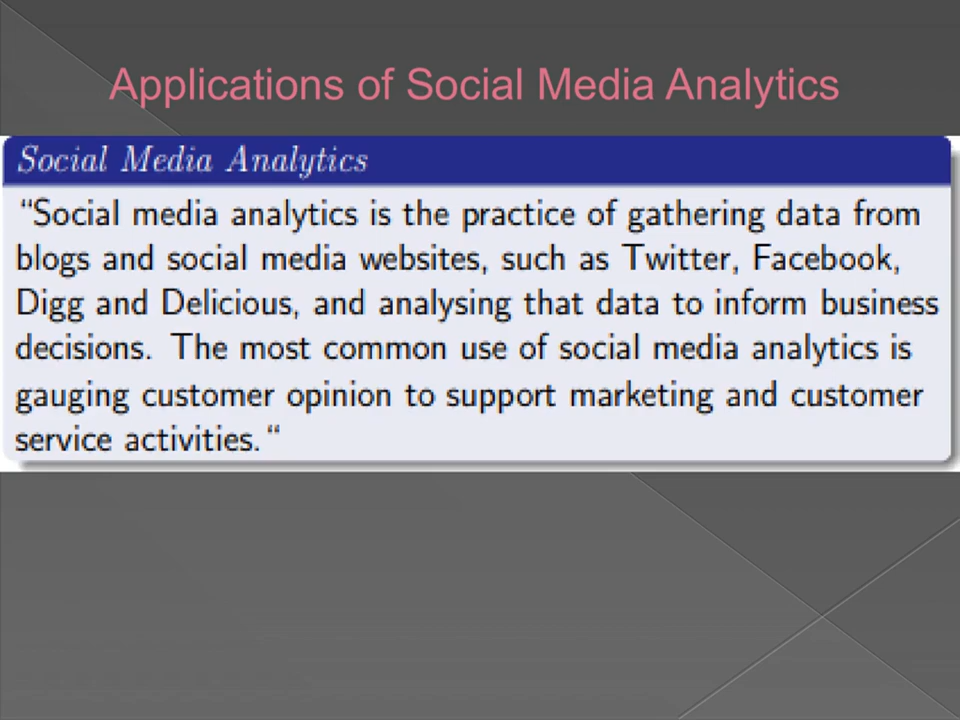 Applications of Social Media Analytics
Social Media Analytics
“Social media analytics is the practice of gathering data from
blogs and social media websites, such as Twitter, Facebook,
Digg and Delicious, and analysing that data to inform business
decisions. The most common use of social media analytics is
gauging customer opinion to support marketing and customer
service activities.“